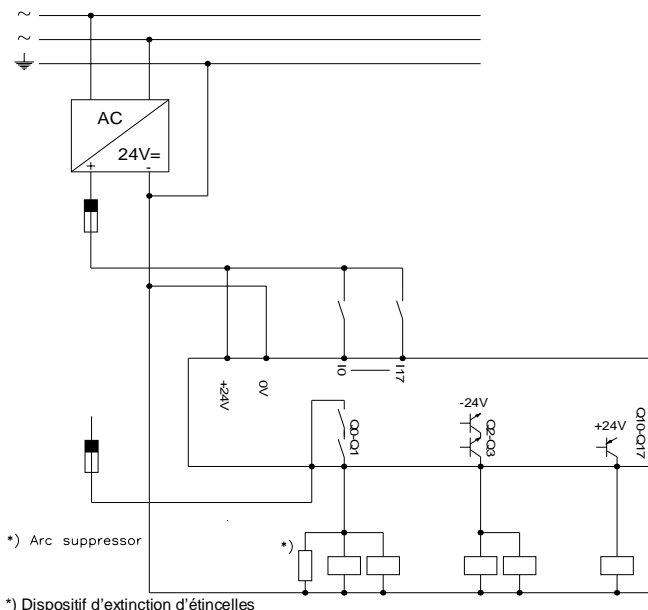 ~
~
AC
24V=
+ -
+24V
0V
I0
I17
Q0-Q1
-24V
Q2-Q3
+24V
Q10-Q17
*)
*) Arc suppressor
*) Dispositif d'extinction d'étincelles